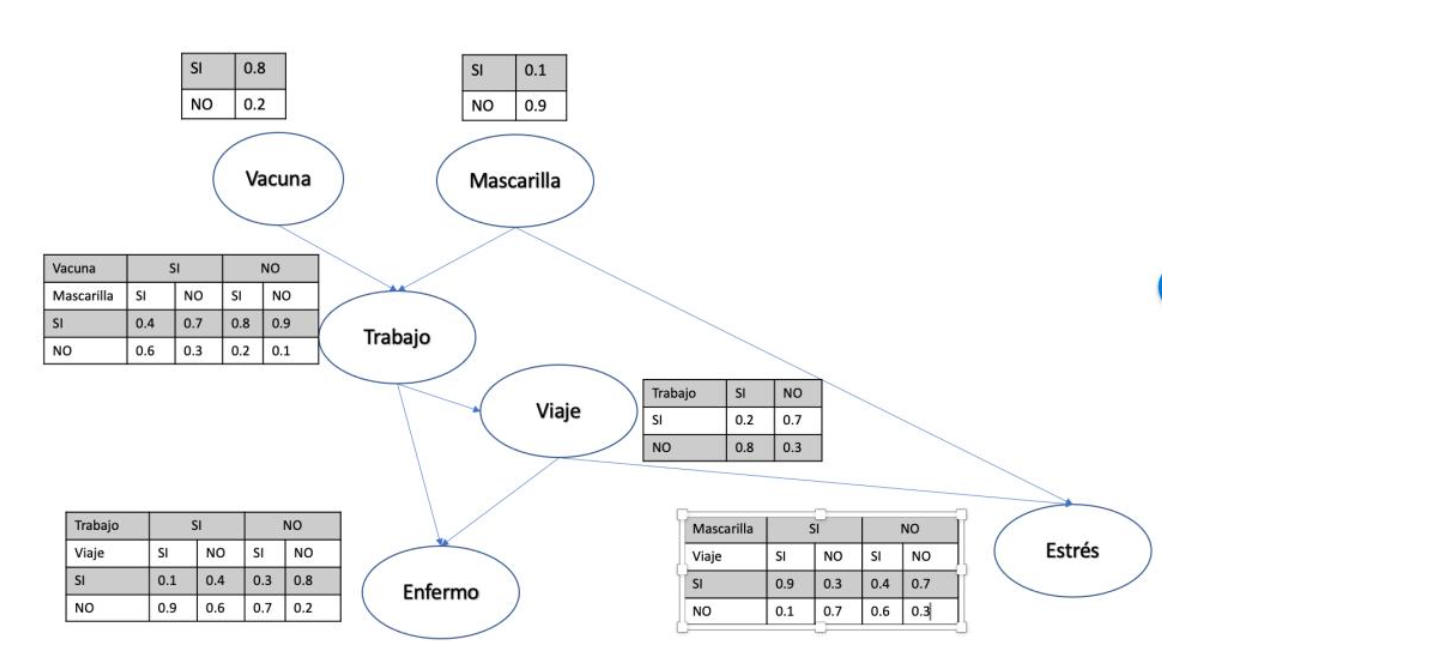 SI 0.8
NO 0.2
SI 0.1
NO 0.9
Vacuna
Mascarilla
Vacuna SI NO
Mascarilla SI NO SI NO
SI 0.4 0.7 0.8 0.9
NO 0.6 0.3 0.2 0.1
Trabajo
Viaje
Trabajo SI NO
SI 0.2 0.7
NO 0.8 0.3
Trabajo SI NO
Viaje SI NO SI NO
SI 0.1 0.4 0.3 0.8
NO 0.9 0.6 0.7 0.2
Enfermo
Mascarilla SI NO
Viaje SI NO SI NO
SI 0.9 0.3 0.4 0.7
NO 0.1 0.7 0.6 0.3
Estrés